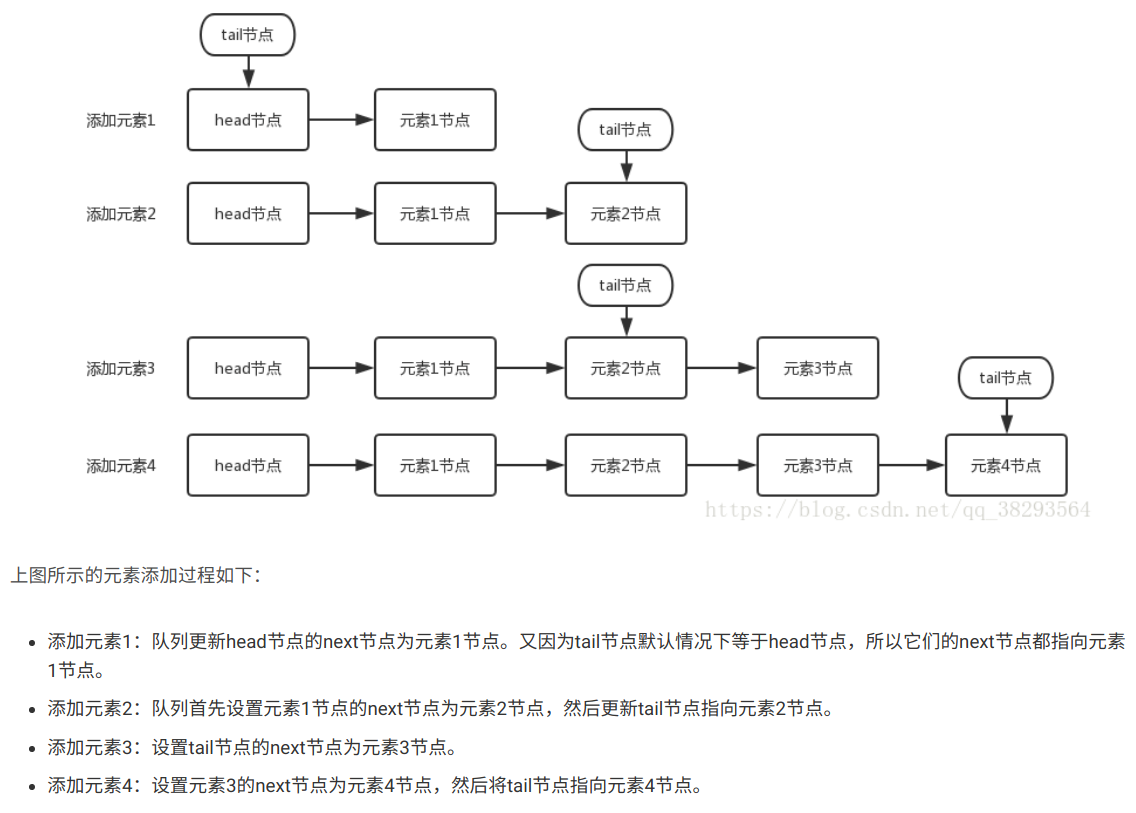 tail节点
添加元素1 head节点 元素1节点
tail节点
添加元素2 head节点 元素1节点 元素2节点
tail节点
添加元素3 head节点 元素1节点 元素2节点 元素3节点
tail节点
添加元素4 head节点 元素1节点 元素2节点 元素3节点 元素4节点
https://blog.csdn.net/qq_38293564
上图所示的元素添加过程如下：
添加元素1：队列更新head节点的next节点为元素1节点。又因为tail节点默认情况下等于head节点，所以它们的next节点都指向元素
1节点。
添加元素2：队列首先设置元素1节点的next节点为元素2节点，然后更新tail节点指向元素2节点。
添加元素3：设置tail节点的next节点为元素3节点。
添加元素4：设置元素3的next节点为元素4节点，然后将tail节点指向元素4节点。